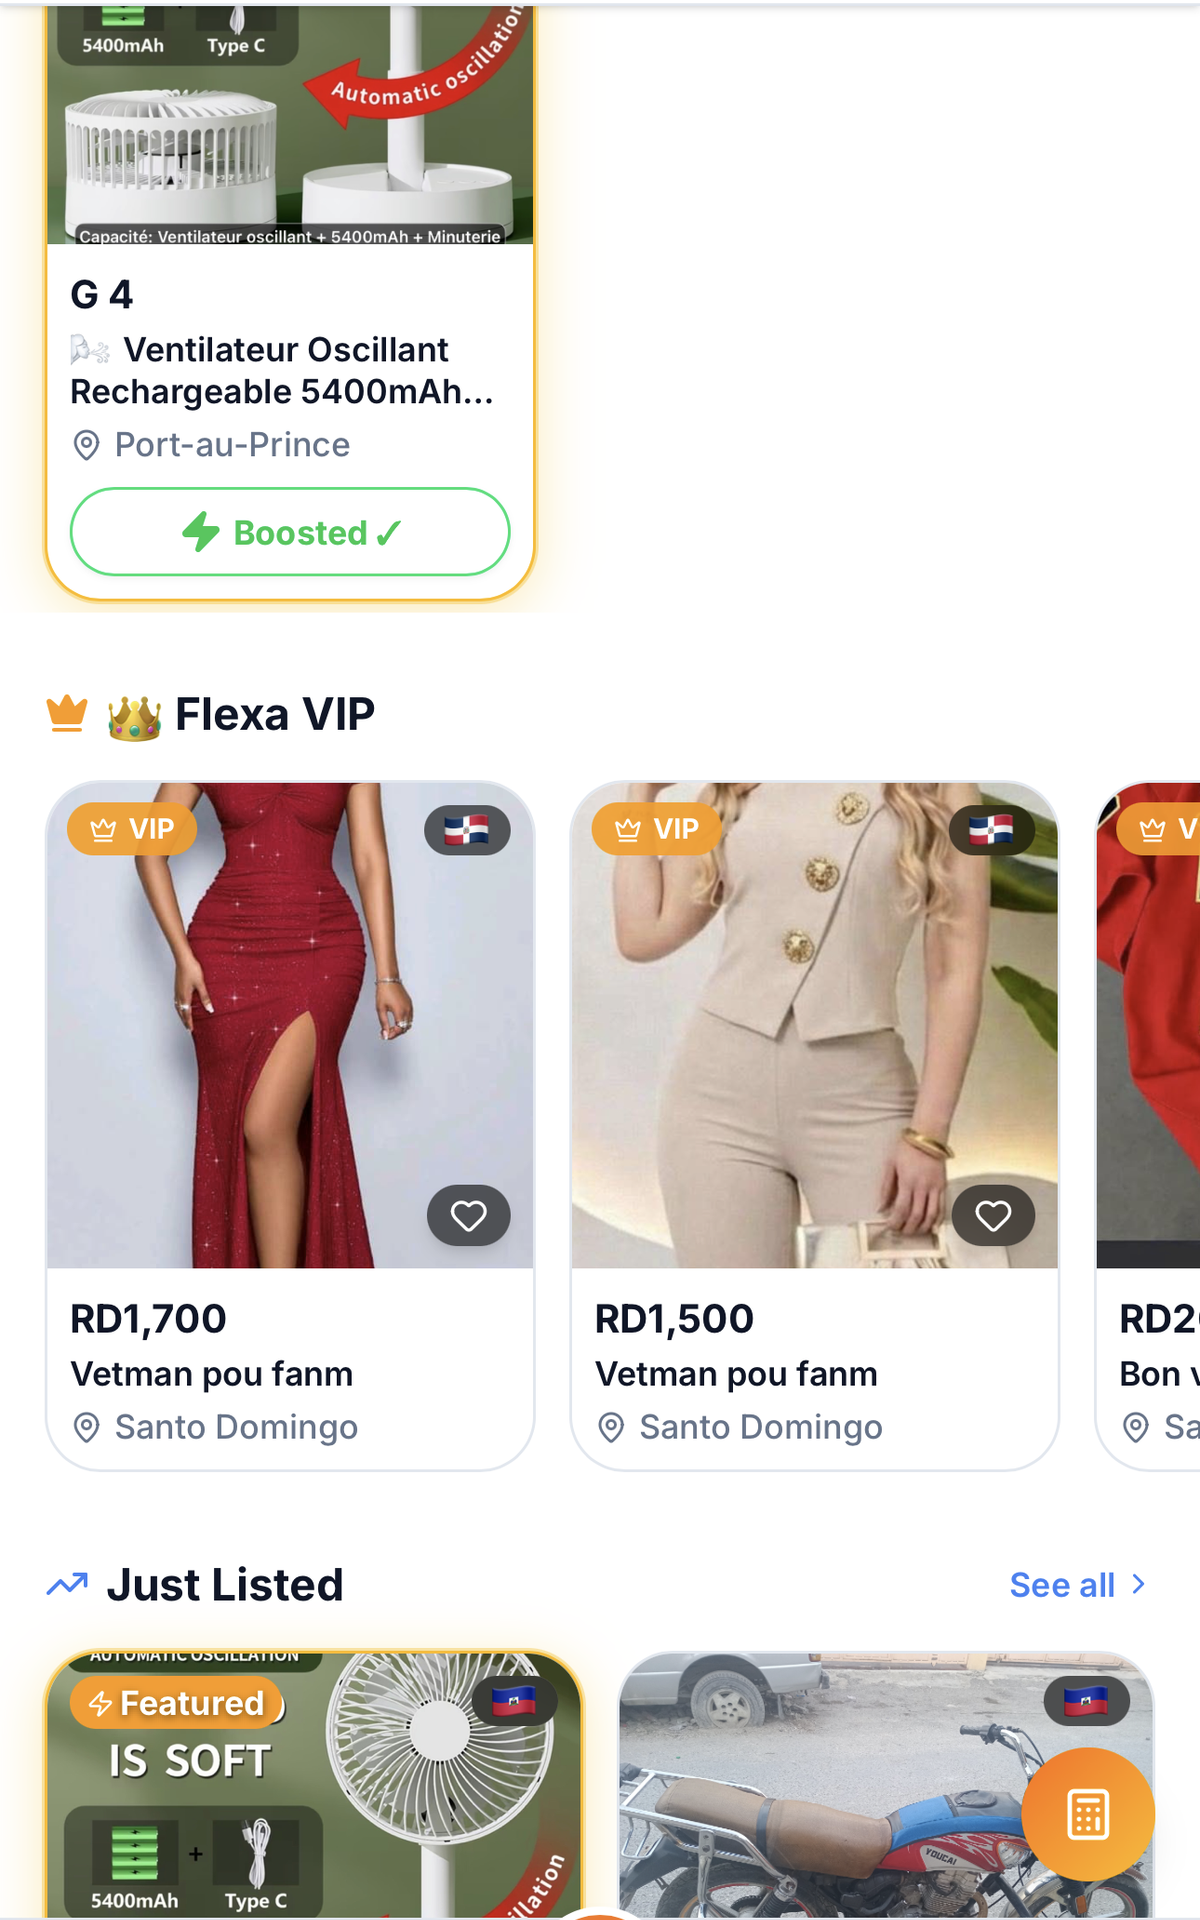 5400mAh
Type C
Automatic oscillation
Capacité: Ventilateur oscillant + 5400mAh + Minuterie
G 4
Ventilateur Oscillant
Rechargeable 5400mAh...
Port-au-Prince
Boosted ✓
Flexa VIP
VIP
VIP
RD1,700
Vetman pou fanm
Santo Domingo
RD1,500
Vetman pou fanm
Santo Domingo
Bon
Just Listed
See all
AUTOMATIC OSCILLATION
Featured
IS SOFT
+
5400mAh
Type C
YOUCAI